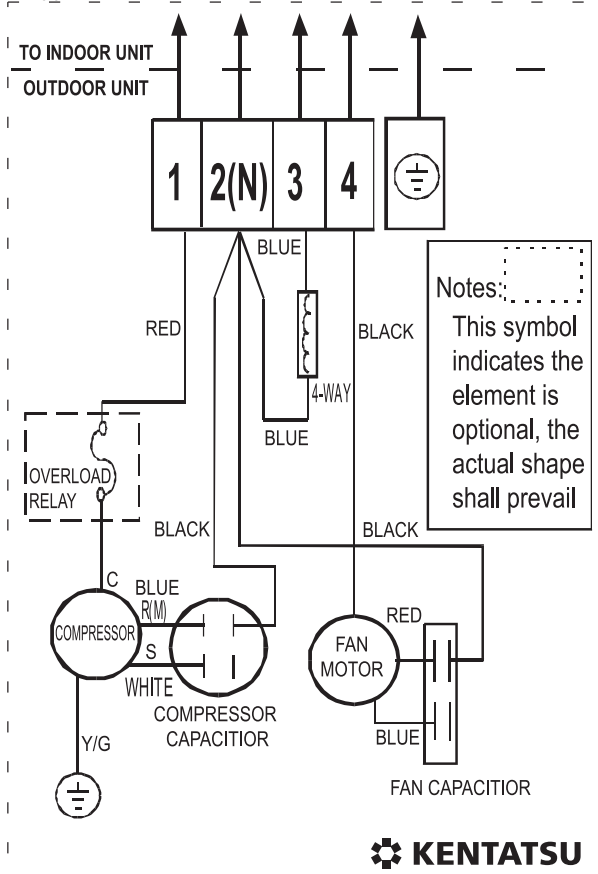 TO INDOOR UNIT
OUTDOOR UNIT
1 2(N) 3 4
BLUE
RED
BLACK
4-WAY
BLUE
Notes:
This symbol
indicates the
element is
optional, the
actual shape
shall prevail
OVERLOAD
RELAY
BLACK
BLACK
C
BLUE
R(M)
COMPRESSOR
S
WHITE
COMPRESSOR
CAPACITIOR
RED
FAN
MOTOR
BLUE
Y/G
FAN CAPACITIOR
KENTATSU